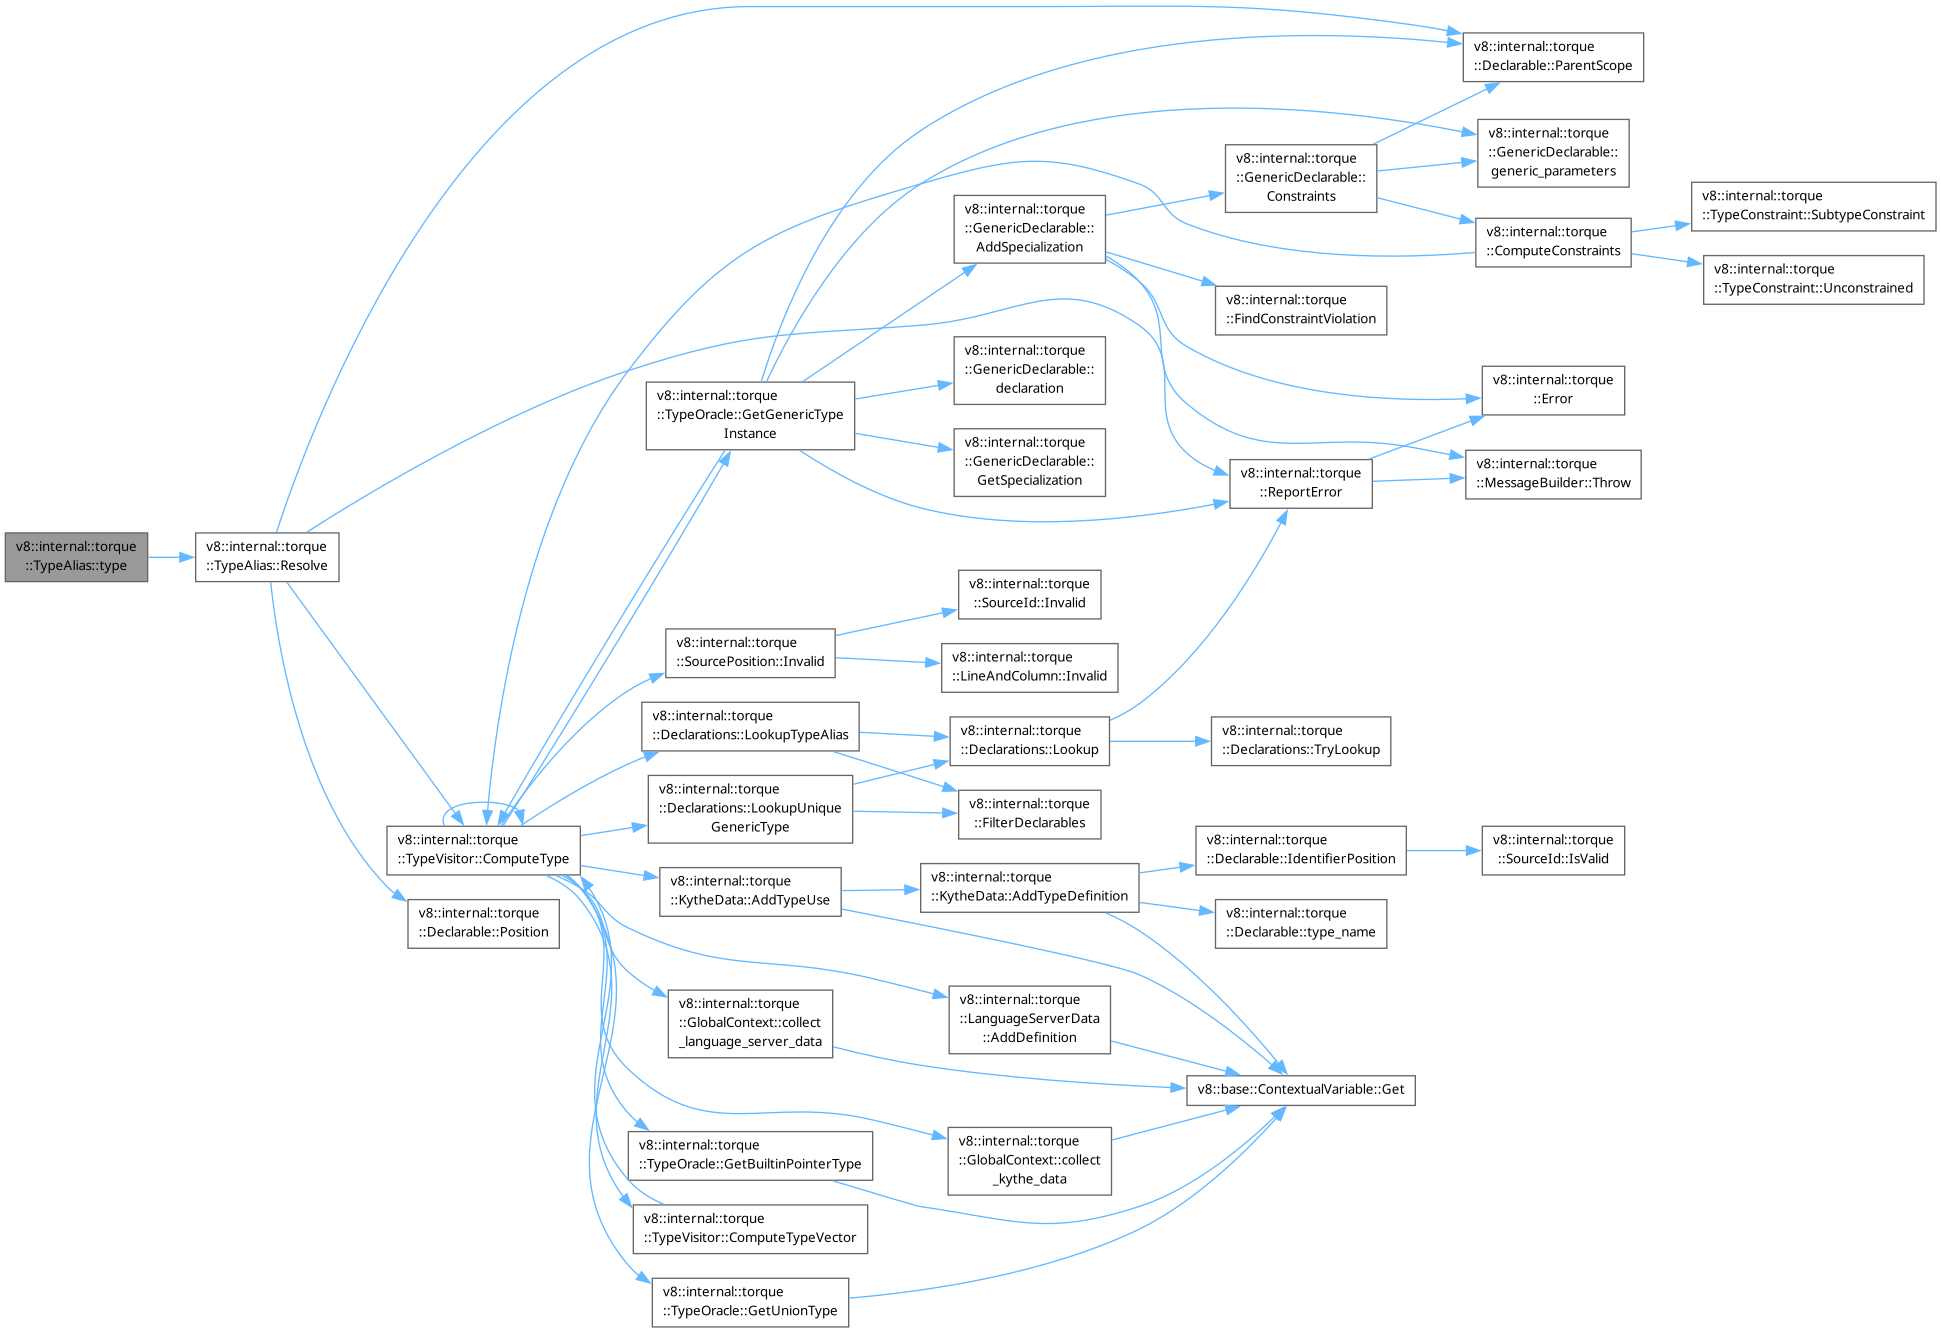 v8::internal::torque
::TypeAlias::type
v8::internal::torque
::TypeAlias::Resolve
v8::internal::torque
::TypeVisitor::ComputeType
v8::internal::torque
::Declarable::Position
v8::internal::torque
::TypeOracle::GetGenericType
Instance
v8::internal::torque
::SourcePosition::Invalid
v8::internal::torque
::Declarations::LookupTypeAlias
v8::internal::torque
::Declarations::LookupUnique
GenericType
v8::internal::torque
::KytheData::AddTypeUse
v8::internal::torque
::GlobalContext::collect
_language_server_data
v8::internal::torque
::TypeOracle::GetBuiltinPointerType
v8::internal::torque
::TypeVisitor::ComputeTypeVector
v8::internal::torque
::TypeOracle::GetUnionType
v8::internal::torque
::GenericDeclarable::
AddSpecialization
v8::internal::torque
::GenericDeclarable::
declaration
v8::internal::torque
::GenericDeclarable::
GetSpecialization
v8::internal::torque
::SourceId::Invalid
v8::internal::torque
::LineAndColumn::Invalid
v8::internal::torque
::Declarations::Lookup
v8::internal::torque
::FilterDeclarables
v8::internal::torque
::KytheData::AddTypeDefinition
v8::internal::torque
::LanguageServerData
::AddDefinition
v8::internal::torque
::GlobalContext::collect
_kythe_data
v8::internal::torque
::GenericDeclarable::
Constraints
v8::internal::torque
::FindConstraintViolation
v8::internal::torque
::ReportError
v8::internal::torque
::Declarations::TryLookup
v8::internal::torque
::Declarable::IdentifierPosition
v8::internal::torque
::Declarable::type_name
v8::base::ContextualVariable::Get
v8::internal::torque
::Declarable::ParentScope
v8::internal::torque
::GenericDeclarable::
generic_parameters
v8::internal::torque
::ComputeConstraints
v8::internal::torque
::Error
v8::internal::torque
::MessageBuilder::Throw
v8::internal::torque
::SourceId::IsValid
v8::internal::torque
::TypeConstraint::SubtypeConstraint
v8::internal::torque
::TypeConstraint::Unconstrained